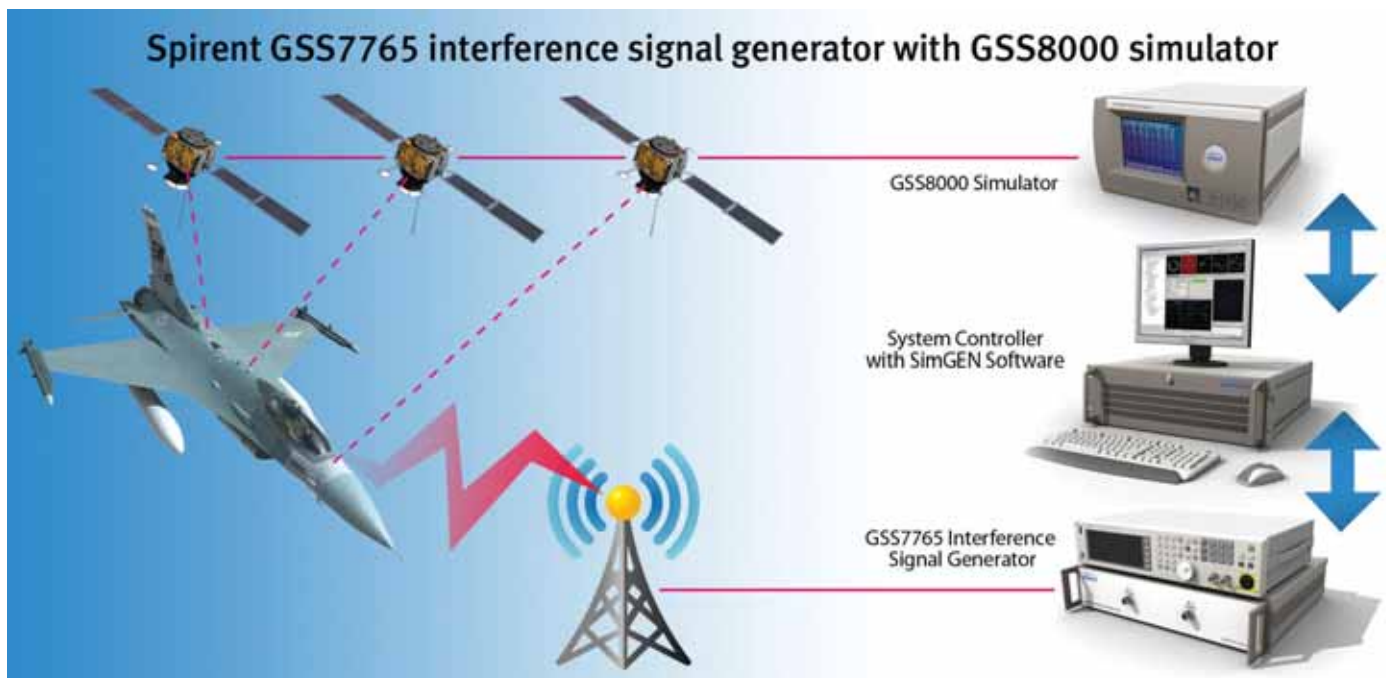 Spirent GSS7765 interference signal generator with GSS8000 simulator
GSS8000 Simulator
System Controller
with SimGEN Software
GSS7765 Interference
Signal Generator